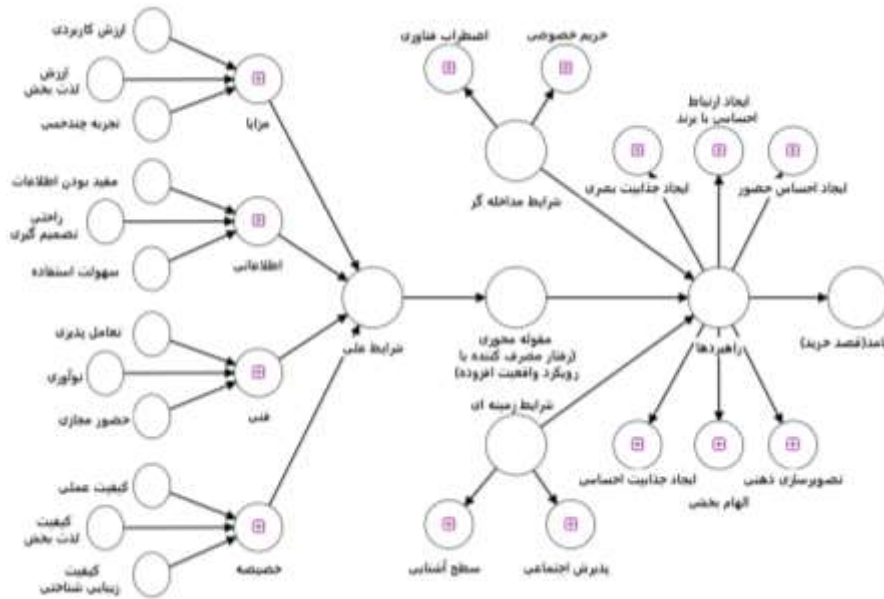 ارزش کاربردی
ارزش
لذت بخش
تجربه چندحسی
مزایا
مفید بودن اطلاعات
راحتی
تصمیم گیری
سهولت استفاده
اطلاعاتی
تعامل پذیری
نوآوری
حضور مجازی
فنی
کیفیت عملی
کیفیت
لذت بخش
کیفیت
زیبایی شناختی
خصیصه
شرایط علی
اضطراب فناوری
حریم خصوصی
شرایط مداخله گر
مقوله محوری
(رفتار مصرف کننده با
رویکرد واقعیت افزوده)
شرایط زمینه ای
سطح آشنایی
پذیرش اجتماعی
ایجاد ارتباط
احساسی با برند
ایجاد جذابیت بصری
ایجاد احساس حضور
راهبردها
ایجاد جذابیت احساسی
الهام بخشی
تصویرسازی ذهنی
(قصد خرید)